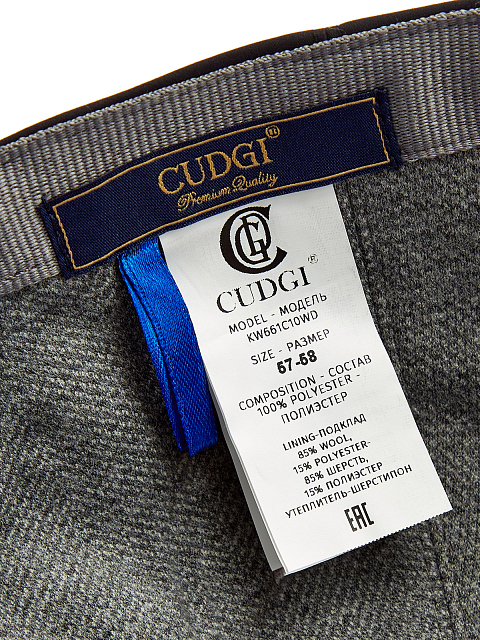 CUDGI®
Premium Quality
CUDGI®
MODEL - МОДЕЛЬ
KW661C10WD
SIZE - РАЗМЕР
57-58
COMPOSITION - СОСТАВ
100% POLYESTER -
ПОЛИЭСТЕР
LINING-ПОДКЛАД
85% WOOL,
15% POLYESTER-
85% ШЕРСТЬ,
15% ПОЛИЭСТЕР
УТЕПЛИТЕЛЬ-ШЕРСТИПОН
EAC